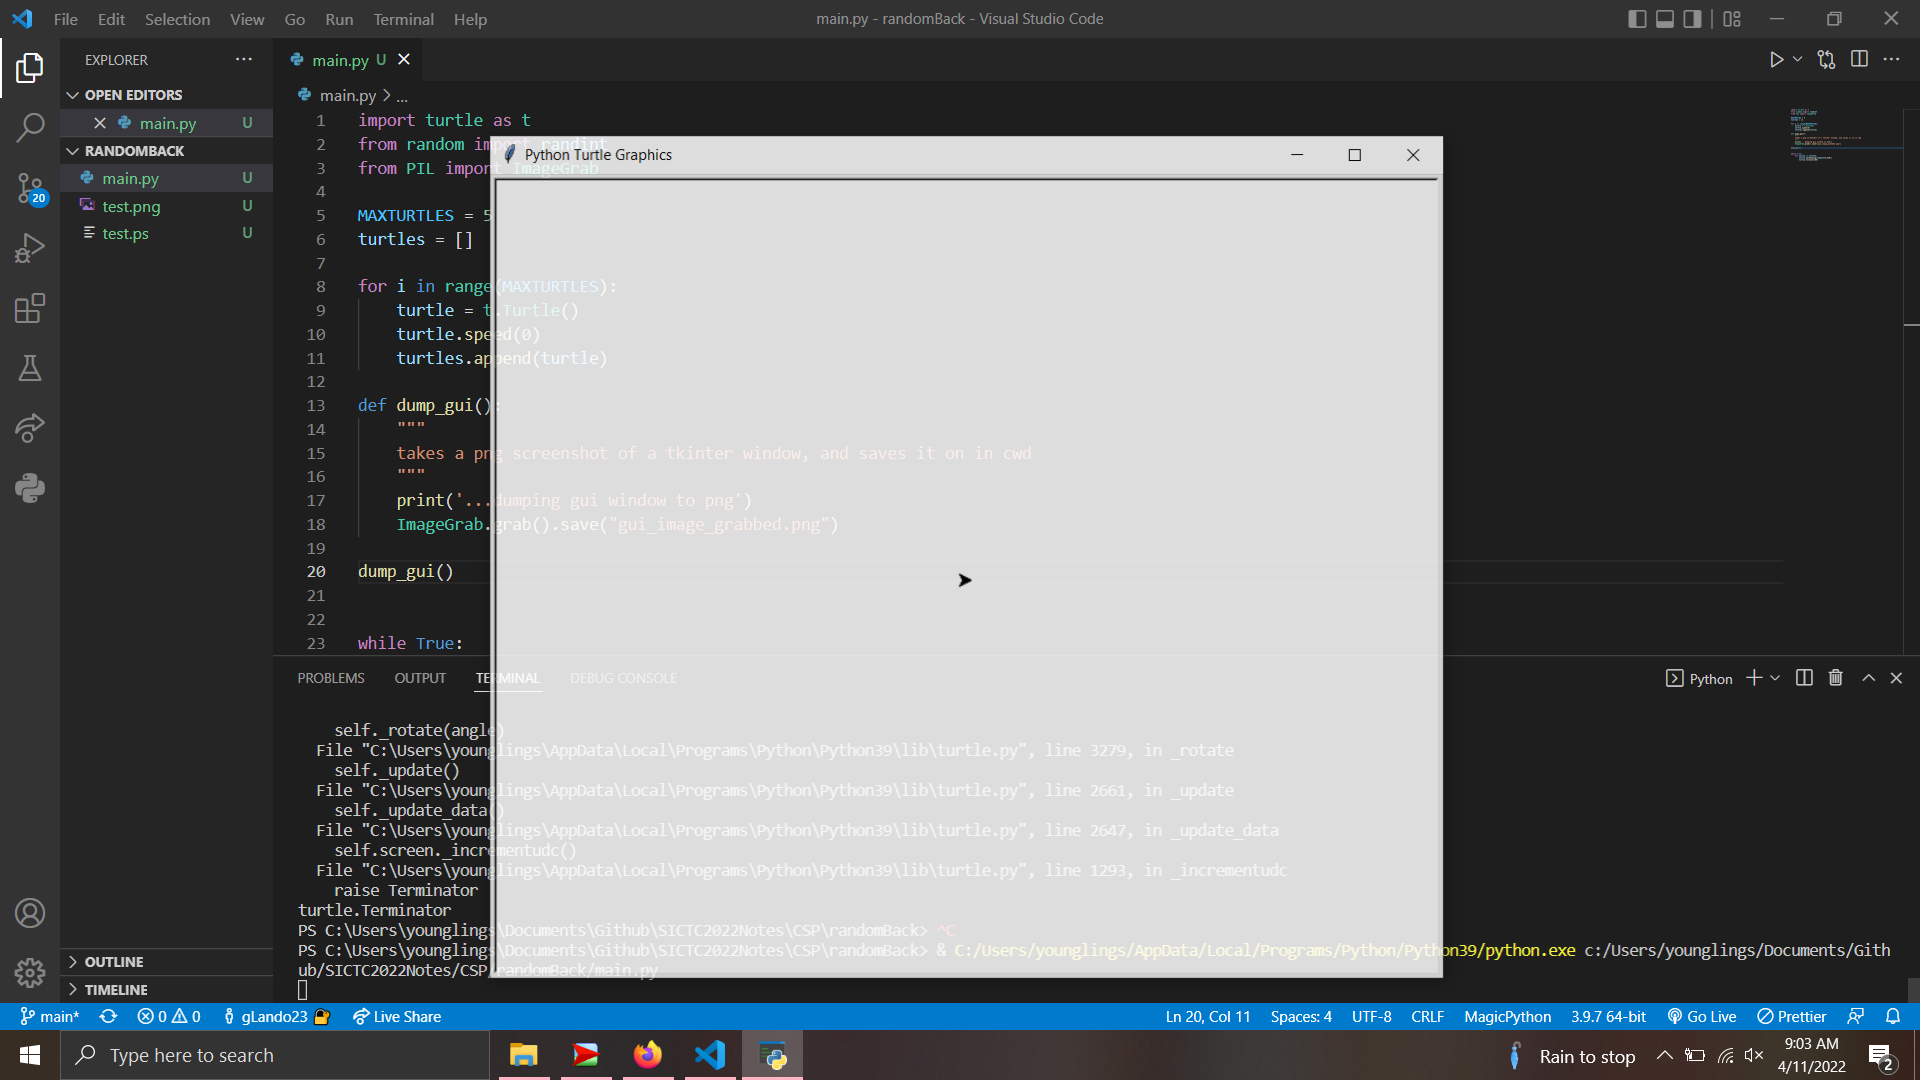 File Edit Selection View Go Run Terminal Help
main.py - randomBack - Visual Studio Code
EXPLORER
OPEN EDITORS
main.py U
RANDOMBACK
main.py U
test.png U
test.ps U
20
OUTLINE
TIMELINE
main.py U
main.py > ...
1 import turtle as t
2 from random import randint
3 from PIL import ImageGrab
4
5 MAXTURTLES = 5
6 turtles = []
7
8 for i in range(MAXTURTLES):
9 turtle = t.Turtle()
10 turtle.speed(0)
11 turtles.append(turtle)
12
13 def dump_gui():
14 """
15 takes a png screenshot of a tkinter window, and saves it on in cwd
16 """
17 print('...dumping gui window to png')
18 ImageGrab.grab().save("gui_image_grabbed.png")
19
20 dump_gui()
21
22
23 while True:
Python Turtle Graphics
PROBLEMS OUTPUT TERMINAL DEBUG CONSOLE
Python
self._rotate(angle)
File "C:\Users\younglings\AppData\Local\Programs\Python\Python39\lib\turtle.py", line 3279, in _rotate
self._update()
File "C:\Users\younglings\AppData\Local\Programs\Python\Python39\lib\turtle.py", line 2661, in _update
self._update_data()
File "C:\Users\younglings\AppData\Local\Programs\Python\Python39\lib\turtle.py", line 2647, in _update_data
self.screen._incrementudc()
File "C:\Users\younglings\AppData\Local\Programs\Python\Python39\lib\turtle.py", line 1293, in _incrementudc
raise Terminator
turtle.Terminator
PS C:\Users\younglings\Documents\Github\SICTC2022Notes\CSP\randomBack> ^C
PS C:\Users\younglings\Documents\Github\SICTC2022Notes\CSP\randomBack> & C:/Users/younglings/AppData/Local/Programs/Python/Python39/python.exe c:/Users/younglings/Documents/Gith
ub/SICTC2022Notes/CSP/randomBack/main.py
main* 0 0 gLando23 Live Share
Ln 20, Col 11 Spaces: 4 UTF-8 CRLF MagicPython 3.9.7 64-bit Go Live Prettier
Type here to search
Rain to stop
9:03 AM
4/11/2022
2